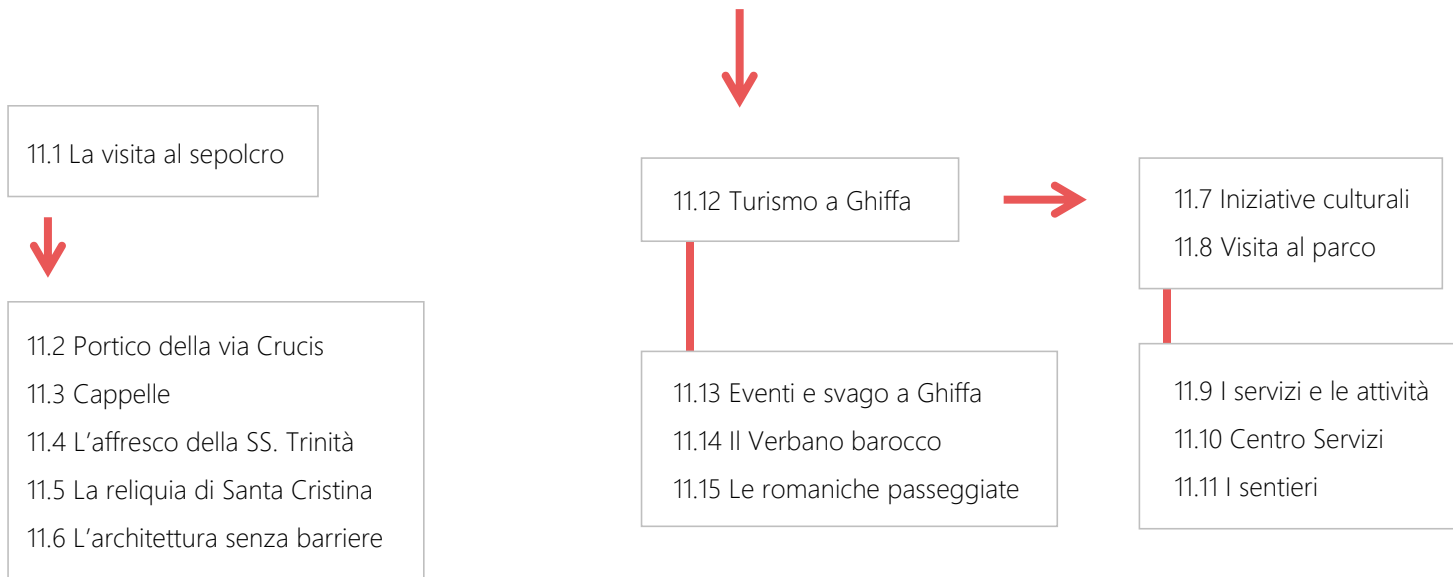 11.1 La visita al sepolcro
11.2 Portico della via Crucis
11.3 Cappelle
11.4 L’affresco della SS. Trinità
11.5 La reliquia di Santa Cristina
11.6 L’architettura senza barriere
11.12 Turismo a Ghiffa
11.13 Eventi e svago a Ghiffa
11.14 Il Verbano barocco
11.15 Le romaniche passeggiate
11.7 Iniziative culturali
11.8 Visita al parco
11.9 I servizi e le attività
11.10 Centro Servizi
11.11 I sentieri